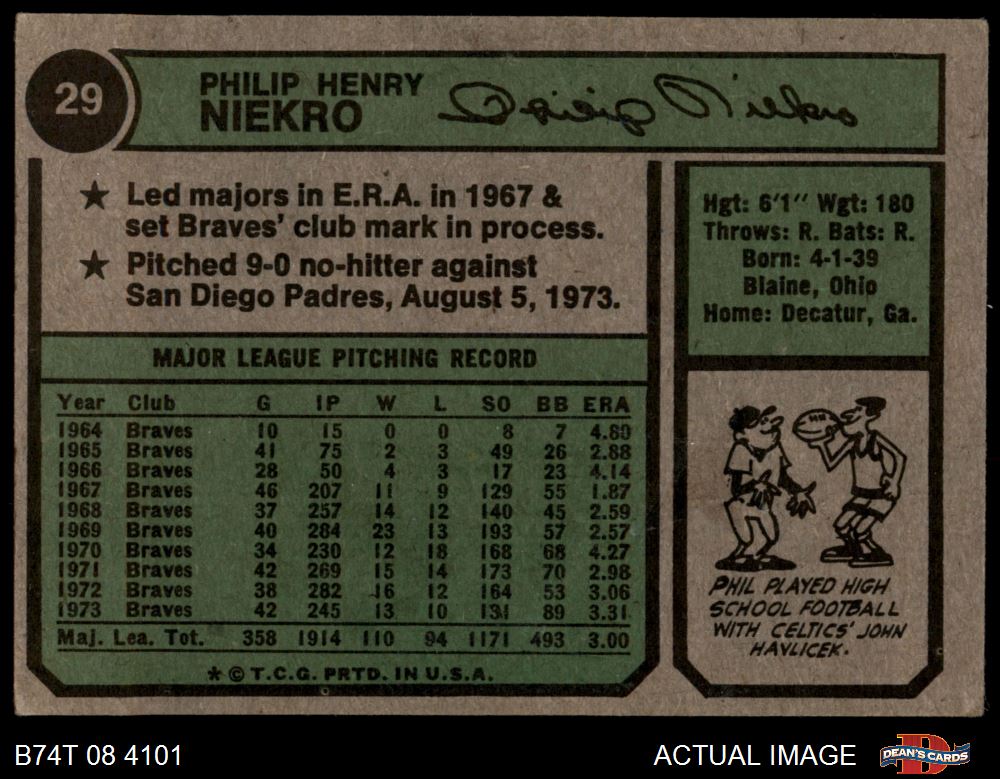 29
PHILIP HENRY
NIEKRO
Philip Niekro
★ Led majors in E.R.A. in 1967 &
set Braves' club mark in process.
★ Pitched 9-0 no-hitter against
San Diego Padres, August 5, 1973.
Hgt: 6'1" Wgt: 180
Throws: R. Bats: R.
Born: 4-1-39
Blaine, Ohio
Home: Decatur, Ga.
MAJOR LEAGUE PITCHING RECORD
Year Club G IP W L SO BB ERA
1964 Braves 10 15 0 0 8 7 4.80
1965 Braves 41 75 2 3 49 26 2.88
1966 Braves 28 50 4 3 17 23 4.14
1967 Braves 46 207 11 9 129 55 1.87
1968 Braves 37 257 14 12 140 45 2.59
1969 Braves 40 284 23 13 193 57 2.57
1970 Braves 34 230 12 18 168 68 4.27
1971 Braves 42 269 15 14 173 70 2.98
1972 Braves 38 282 16 12 164 53 3.06
1973 Braves 42 245 13 10 131 89 3.31
Maj. Lea. Tot. 358 1914 110 94 1171 493 3.00
* © T.C.G. PRTD. IN U.S.A.
PHIL PLAYED HIGH
SCHOOL FOOTBALL
WITH CELTICS' JOHN
HAVLICEK.
B74T 08 4101
ACTUAL IMAGE
DEAN'S CARDS